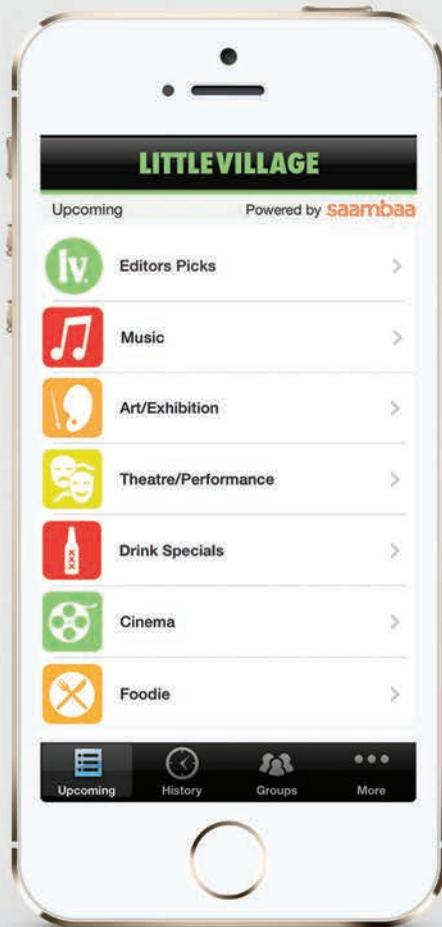 LITTLEVILLAGE
Upcoming Powered by saambaa
lv.
Editors Picks
Music
Art/Exhibition
Theatre/Performance
XXX
Drink Specials
Cinema
Foodie
Upcoming History Groups More